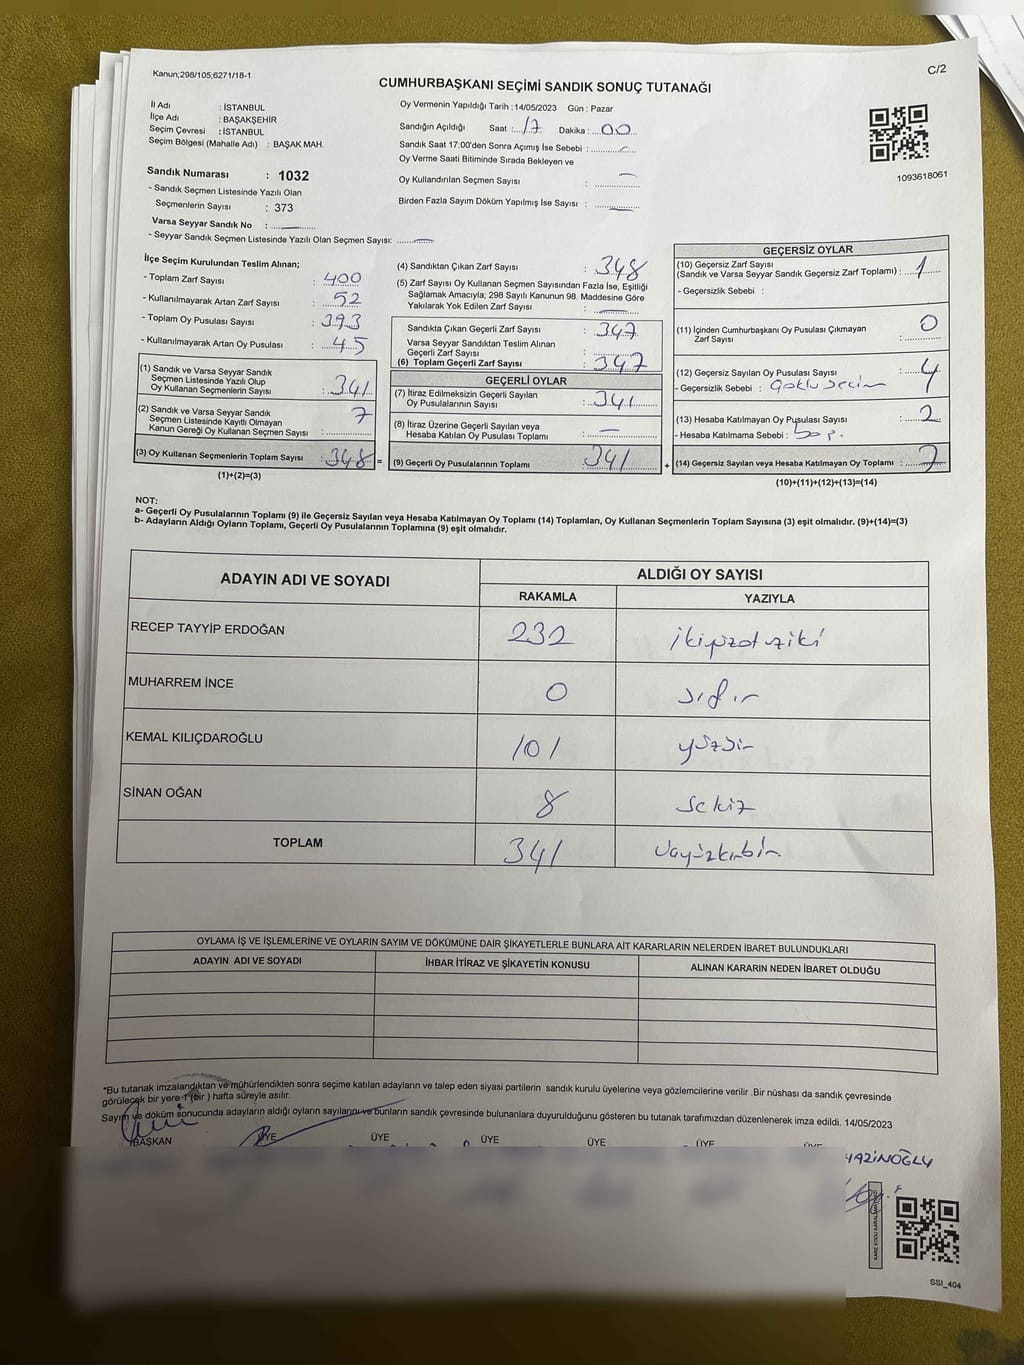 Kanun;298/105,6271/18-1
C/2
CUMHURBAŞKANI SEÇİMİ SANDIK SONUÇ TUTANAĞI
İl Adı : İSTANBUL
İlçe Adı : BAŞAKŞEHİR
Seçim Çevresi : İSTANBUL
Seçim Bölgesi (Mahalle Adı) : BAŞAK MAH.
Sandık Numarası : 1032
- Sandık Seçmen Listesinde Yazılı Olan
Seçmenlerin Sayısı : 373
Varsa Seyyar Sandık No :
- Seyyar Sandık Seçmen Listesinde Yazılı Olan Seçmen Sayısı:
Oy Vermenin Yapıldığı Tarih :14/05/2023 Gün : Pazar
Sandığın Açıldığı Saat : 17 Dakika : 00
Sandık Saat 17:00'den Sonra Açımış İse Sebebi :
Oy Verme Saati Bitiminde Sırada Bekleyen ve
Oy Kullandırılan Seçmen Sayısı :
Birden Fazla Sayım Döküm Yapılmış İse Sayısı :
1093618061
İlçe Seçim Kurulundan Teslim Alınan;
- Toplam Zarf Sayısı : 400
- Kullanılmayarak Artan Zarf Sayısı : 52
- Toplam Oy Pusulası Sayısı : 393
- Kullanılmayarak Artan Oy Pusulası : 45
(1) Sandık ve Varsa Seyyar Sandık
Seçmen Listesinde Yazılı Olup
Oy Kullanan Seçmenlerin Sayısı : 341
(2) Sandık ve Varsa Seyyar Sandık
Seçmen Listesinde Kayıtlı Olmayan
Kanun Gereği Oy Kullanan Seçmen Sayısı : 7
(3) Oy Kullanan Seçmenlerin Toplam Sayısı : 348 =
(1)+(2)=(3)
(4) Sandıktan Çıkan Zarf Sayısı : 348
(5) Zarf Sayısı Oy Kullanan Seçmen Sayısından Fazla İse, Eşitliği
Sağlamak Amacıyla; 298 Sayılı Kanunun 98. Maddesine Göre
Yakılarak Yok Edilen Zarf Sayısı :
Sandıkta Çıkan Geçerli Zarf Sayısı : 347
Varsa Seyyar Sandıktan Teslimat Alınan
Geçerli Zarf Sayısı :
(6) Toplam Geçerli Zarf Sayısı : 347
GEÇERLİ OYLAR
(7) İtiraz Edilmeksizin Geçerli Sayılan
Oy Pusulalarının Sayısı : 341
(8) İtiraz Üzerine Geçerli Sayılan veya
Hesaba Katılan Oy Pusulası Toplamı :
(9) Geçerli Oy Pusulalarının Toplamı : 341 +
GEÇERSİZ OYLAR
(10) Geçersiz Zarf Sayısı
(Sandık ve Varsa Seyyar Sandık Geçersiz Zarf Toplamı) : 1
- Geçersizlik Sebebi :
(11) İçinden Cumhurbaşkanı Oy Pusulası Çıkmayan
Zarf Sayısı : 0
(12) Geçersiz Sayılan Oy Pusulası Sayısı : 4
- Geçersizlik Sebebi : Çoklu seçim
(13) Hesaba Katılmayan Oy Pusulası Sayısı : 2
- Hesaba Katılmama Sebebi :
(14) Geçersiz Sayılan veya Hesaba Katılmayan Oy Toplamı : 7
(10)+(11)+(12)+(13)=(14)
NOT:
a- Geçerli Oy Pusulalarının Toplamı (9) ile Geçersiz Sayılan veya Hesaba Katılmayan Oy Toplamı (14) Toplamları, Oy Kullanan Seçmenlerin Toplam Sayısına (3) eşit olmalıdır. (9)+(14)=(3)
b- Adayların Aldığı Oyların Toplamı, Geçerli Oy Pusulalarının Toplamına (9) eşit olmalıdır.
ADAYIN ADI VE SOYADI ALDIĞI OY SAYISI
RAKAMLA YAZIYLA
RECEP TAYYİP ERDOĞAN 232 ikiyüzotuziki
MUHARREM İNCE 0 sıfır
KEMAL KILIÇDAROĞLU 101 yüzbir
SİNAN OĞAN 8 sekiz
TOPLAM 341 üçyüzkırkbir
OYLAMA İŞ VE İŞLEMLERİNE VE OYLARIN SAYIM VE DÖKÜMÜNE DAİR ŞİKAYETLERLE BUNLARA AİT KARARLARIN NELERDEN İBARET BULUNDUKLARI
ADAYIN ADI VE SOYADI İHBAR İTİRAZ VE ŞİKAYETİN KONUSU ALINAN KARARIN NEDEN İBARET OLDUĞU
*Bu tutanak imzalandıktan ve mühürlendikten sonra seçime katılan adayların ve talep eden siyasi partilerin sandık kurulu üyelerine veya gözlemcilerine verilir .Bir nüshası da sandık çevresinde
görülecek bir yere 1 (bir ) hafta süreyle asılır.
Sayım ve döküm sonucunda adayların aldığı oyların sayılarını ve bunların sandık çevresinde bulunanlara duyurulduğunu gösteren bu tutanak tarafımızdan düzenlenerek imza edildi. 14/05/2023
BAŞKAN ÜYE ÜYE ÜYE ÜYE ÜYE ÜYE
SSİ_404